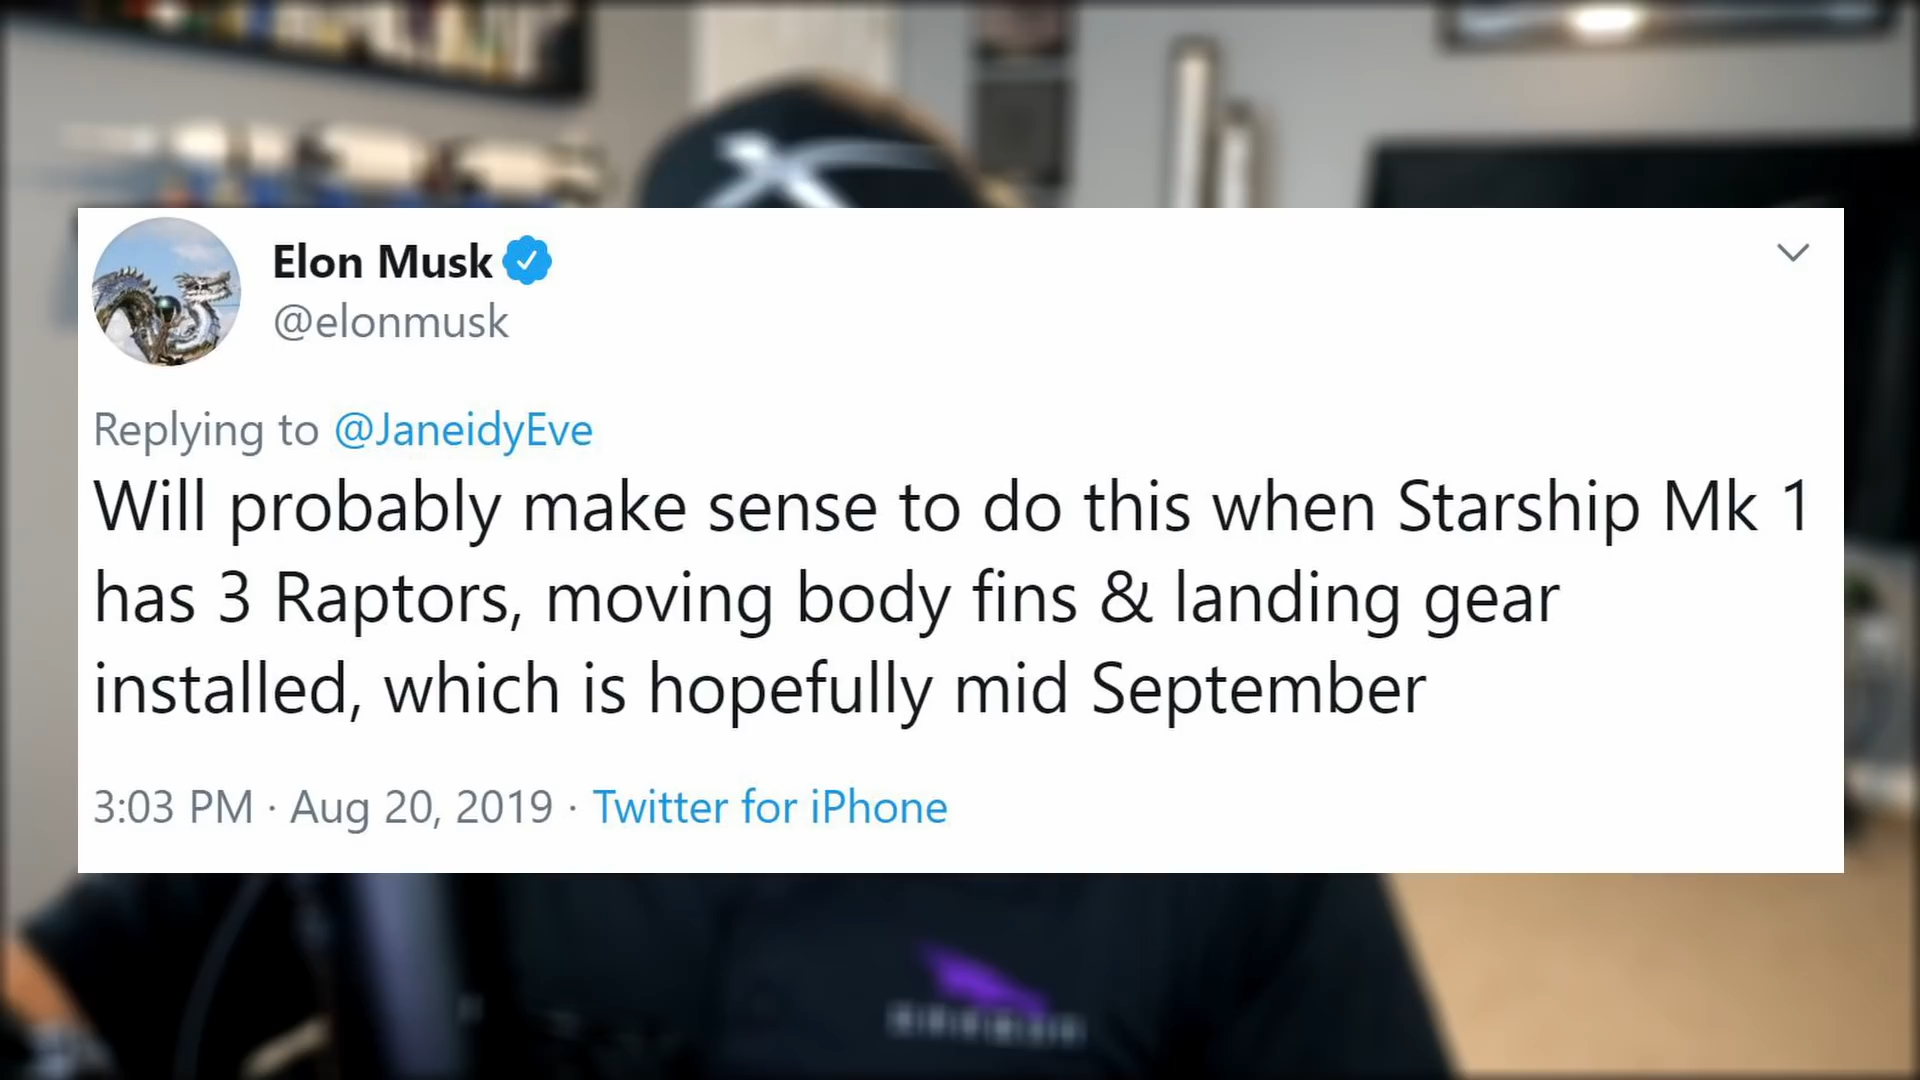 Elon Musk
@elonmusk
Replying to @JaneidyEve
Will probably make sense to do this when Starship Mk 1
has 3 Raptors, moving body fins & landing gear
installed, which is hopefully mid September
3:03 PM · Aug 20, 2019 · Twitter for iPhone